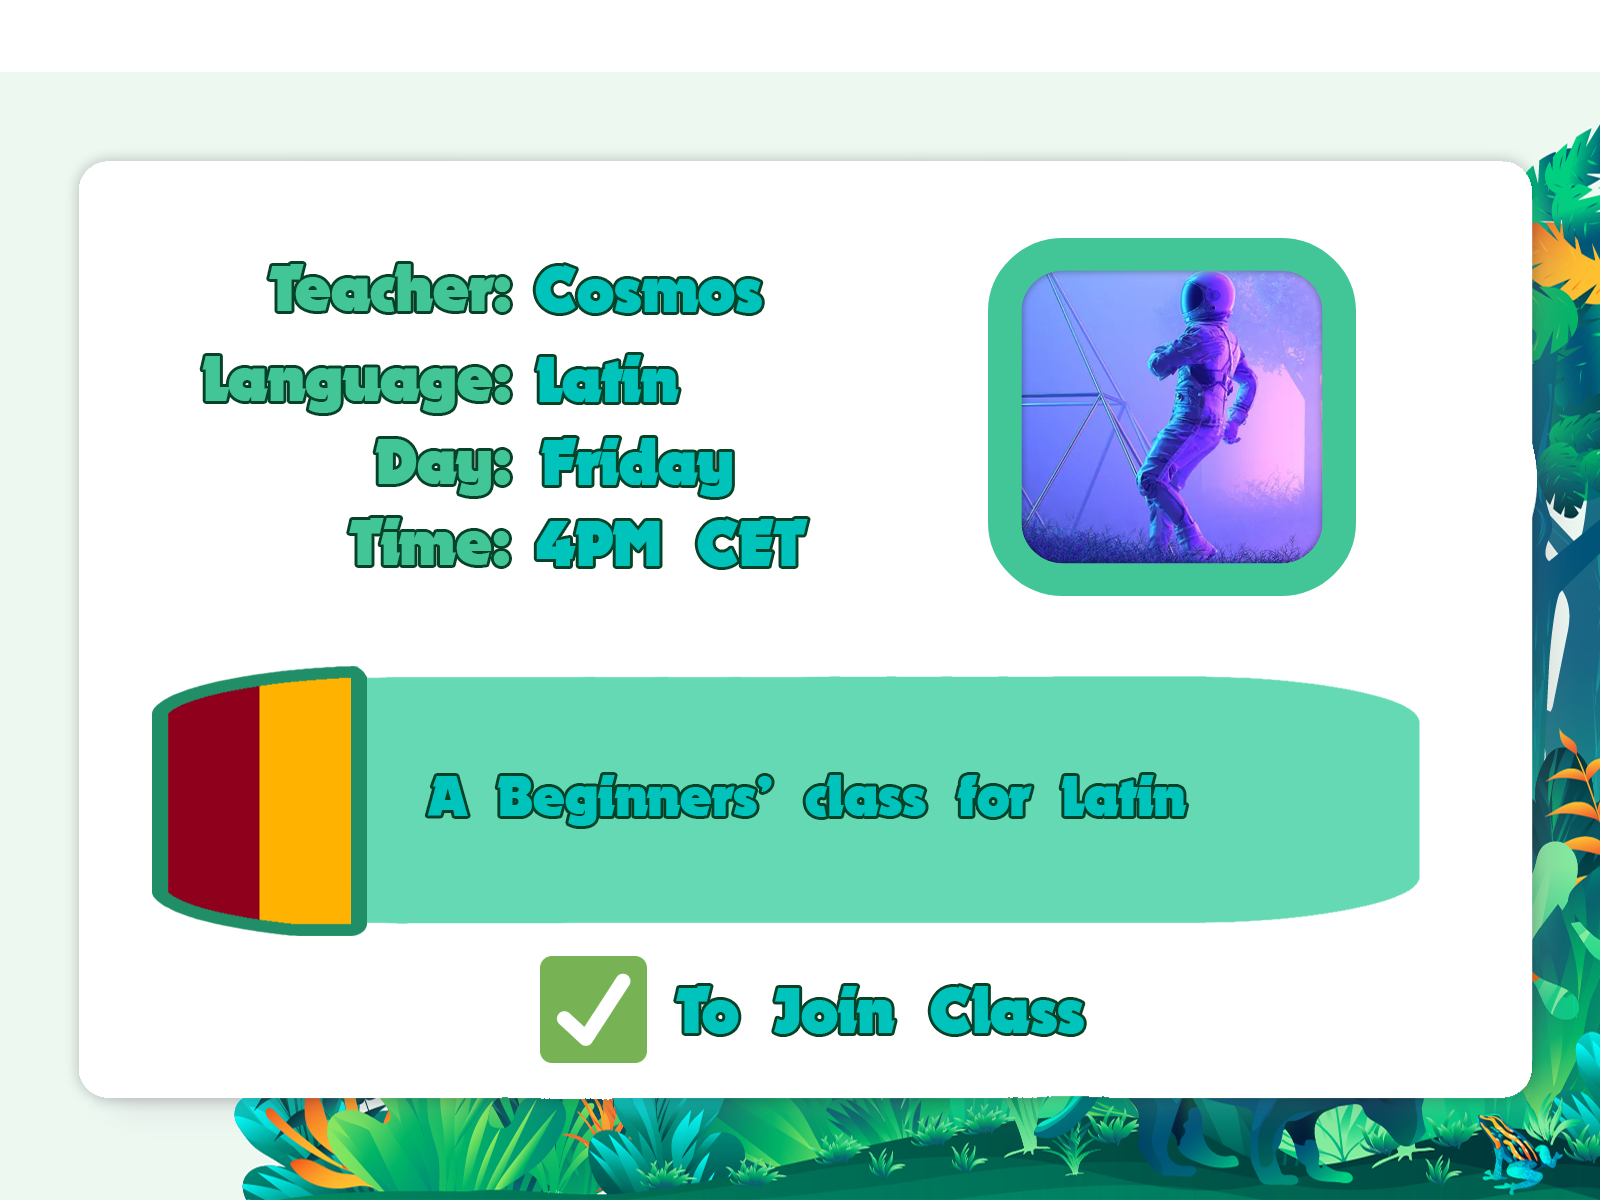 Teacher: Cosmos
Language: Latin
Day: Friday
Time: 4PM CET
A Beginners’ class for Latin
To Join Class